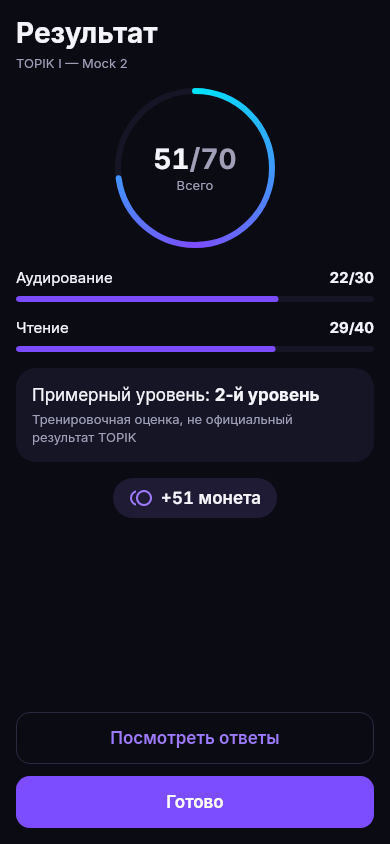 Результат
TOPIK I — Mock 2
51/70
Всего
Аудирование 22/30
Чтение 29/40
Примерный уровень: 2-й уровень
Тренировочная оценка, не официальный
результат TOPIK
+51 монета
Посмотреть ответы
Готово